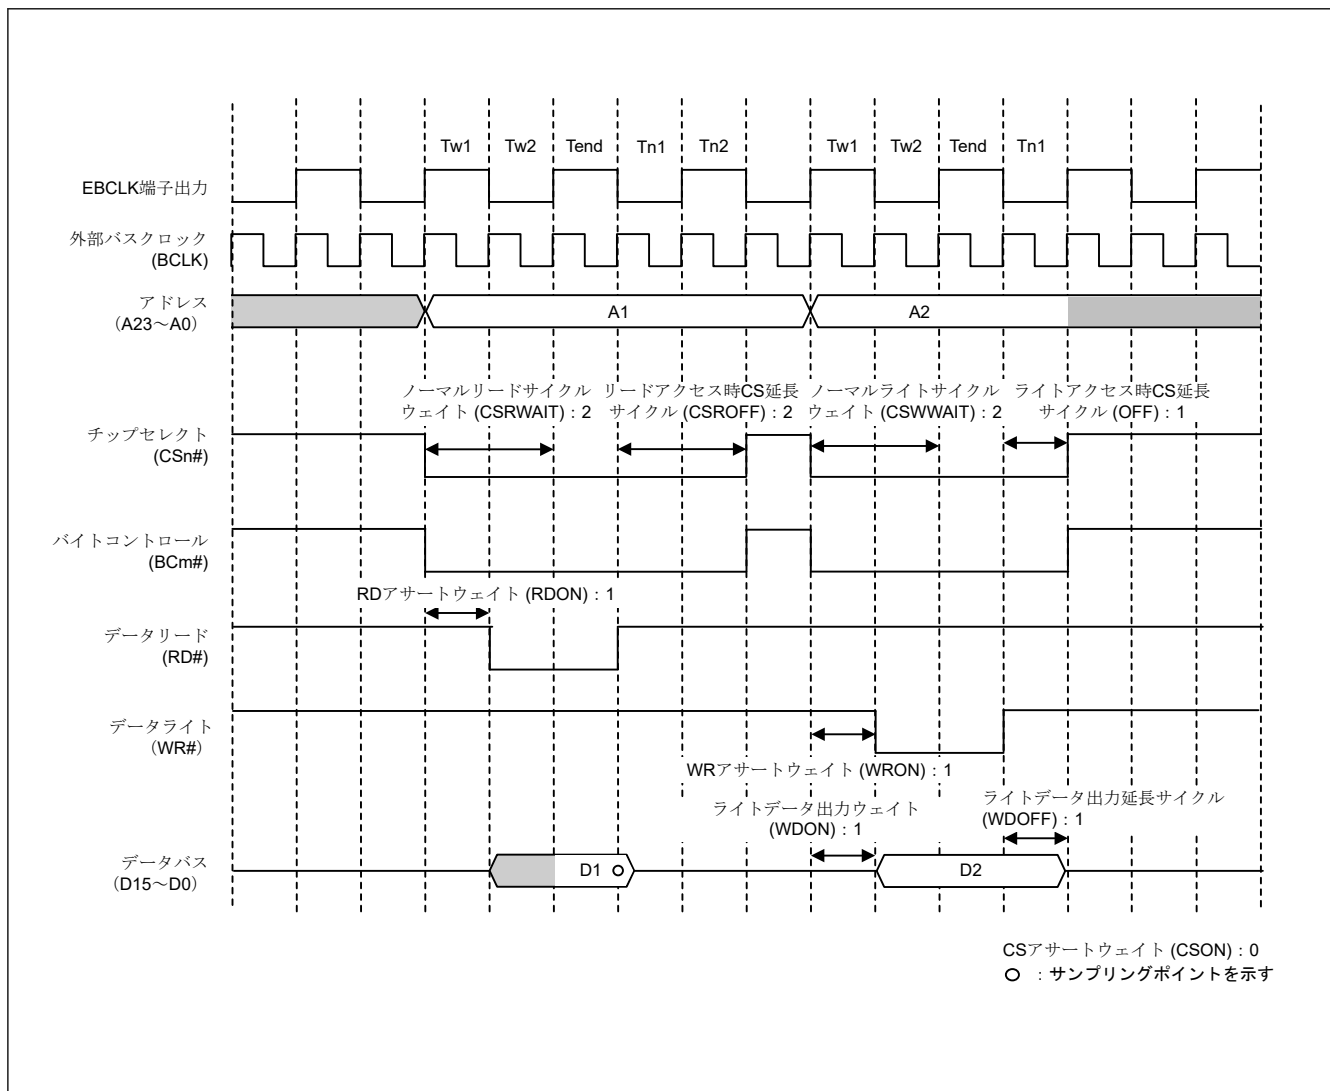 Tw1 Tw2 Tend Tn1 Tn2 Tw1 Tw2 Tend Tn1
EBCLK端子出力
外部バスクロック
(BCLK)
アドレス
（A23～A0）
A1
A2
ノーマルリードサイクル
ウェイト (CSRWAIT)：2
リードアクセス時CS延長
サイクル (CSROFF)：2
ノーマルライトサイクル
ウェイト (CSWWAIT)：2
ライトアクセス時CS延長
サイクル (OFF)：1
チップセレクト
(CSn#)
バイトコントロール
(BCm#)
RDアサートウェイト (RDON)：1
データリード
(RD#)
データライト
（WR#）
WRアサートウェイト (WRON)：1
ライトデータ出力ウェイト
(WDON)：1
ライトデータ出力延長サイクル
(WDOFF)：1
データバス
（D15～D0）
D1
D2
CSアサートウェイト (CSON)：0
○ ：サンプリングポイントを示す